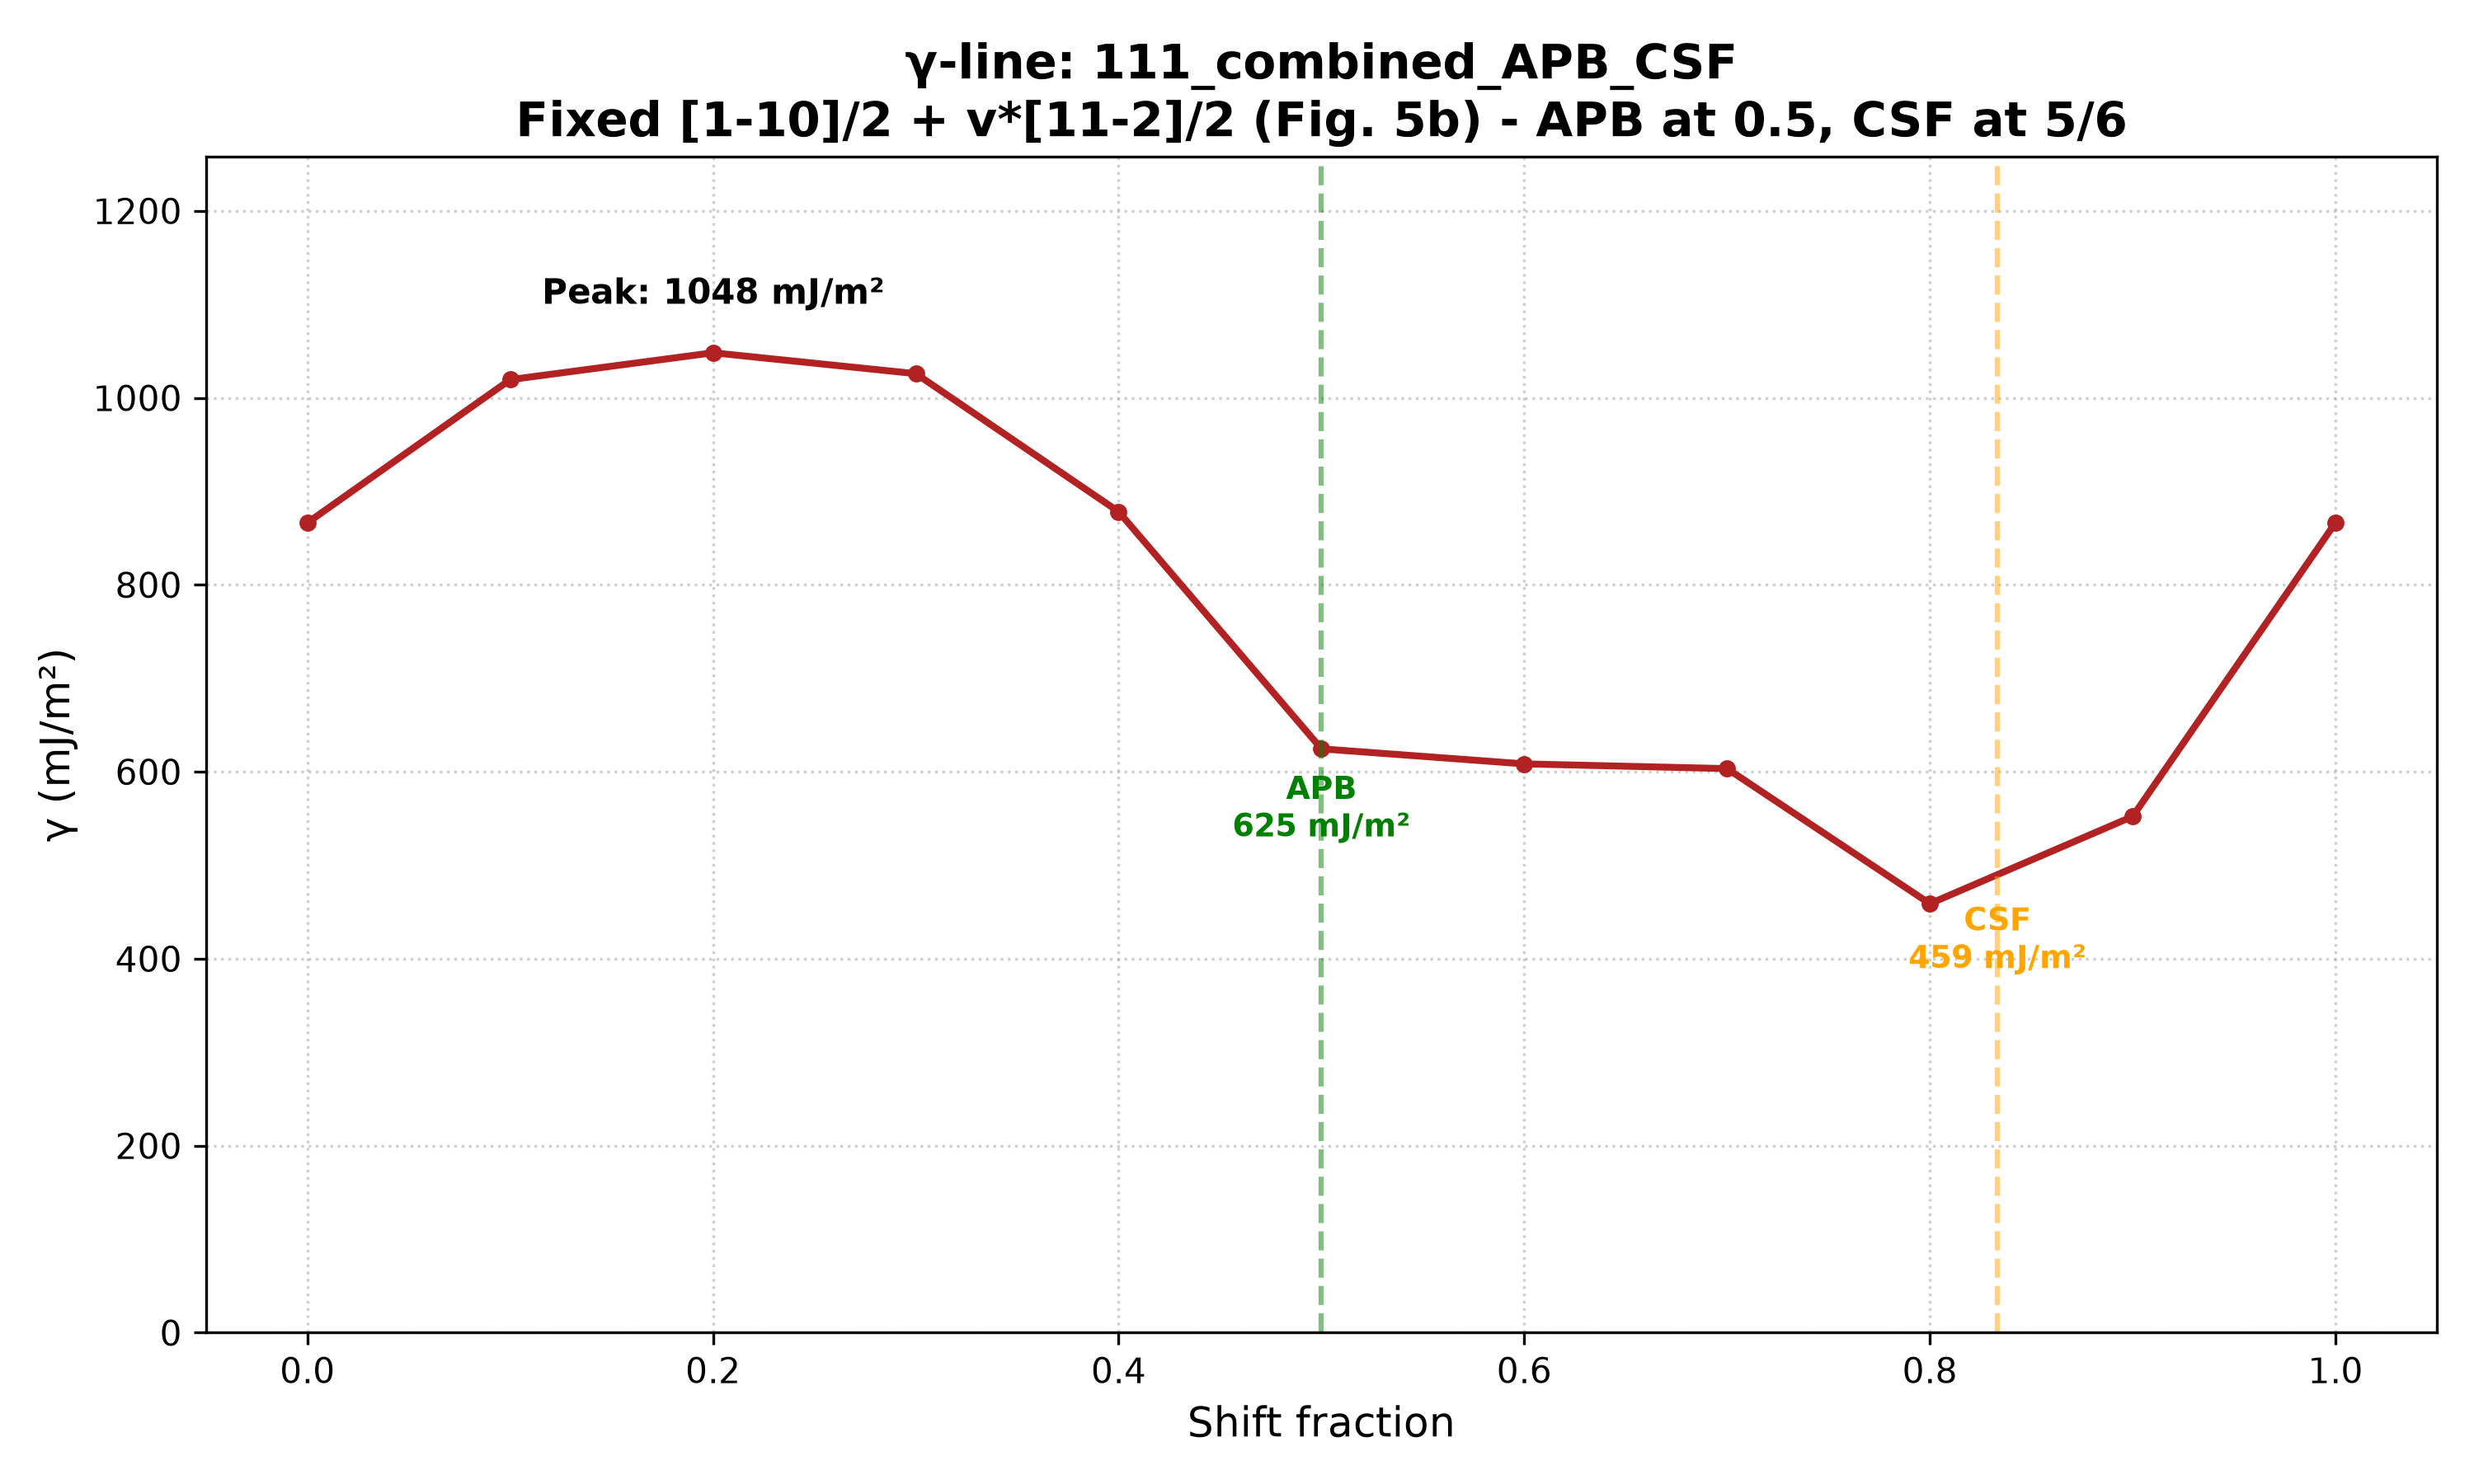 γ-line: 111_combined_APB_CSF
Fixed [1-10]/2 + v*[11-2]/2 (Fig. 5b) - APB at 0.5, CSF at 5/6
1200
Peak: 1048 mJ/m²
1000
800
γ (mJ/m²)
600
APB
625 mJ/m²
CSF
459 mJ/m²
400
200
0
0.0 0.2 0.4 0.6 0.8 1.0
Shift fraction